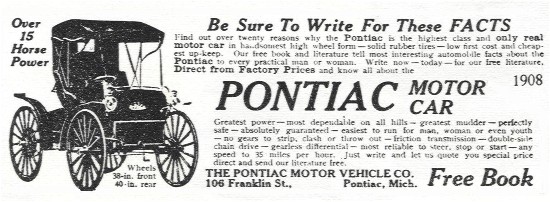 Over
15
Horse
Power
Be Sure To Write For These FACTS
Find out over twenty reasons why the Pontiac is the highest class and only real
motor car in handsomest high wheel form — solid rubber tires — low first cost and cheap-
est up-keep. Our free book and literature tell most interesting automobile facts about the
Pontiac to every practical man or woman. Write now — today — for our free literature,
Direct from Factory Prices and know all about the
1908
PONTIAC MOTOR
CAR
Greatest power — most dependable on all hills — greatest mudder — perfectly
safe — absolutely guaranteed — easiest to run for man, woman or even youth
— no gears to strip, clash or throw out — friction transmission — double-side
chain drive — gearless differential — most reliable to steer, stop or start — any
speed to 35 miles per hour. Just write and let us quote you special price
direct and send our literature free.
Wheels
38-in. front
40-in. rear
THE PONTIAC MOTOR VEHICLE CO.
106 Franklin St., Pontiac, Mich.
Free Book